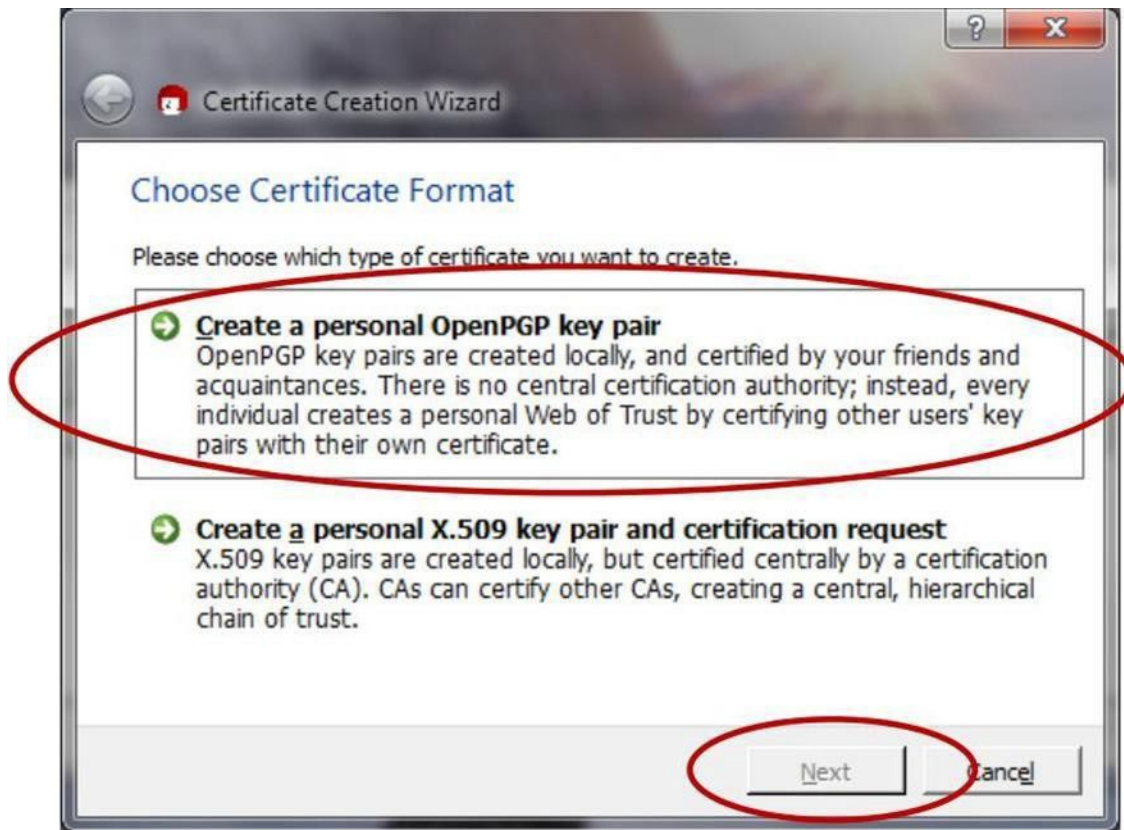 ?
X
Certificate Creation Wizard
Choose Certificate Format
Please choose which type of certificate you want to create.
Create a personal OpenPGP key pair
OpenPGP key pairs are created locally, and certified by your friends and
acquaintances. There is no central certification authority; instead, every
individual creates a personal Web of Trust by certifying other users' key
pairs with their own certificate.
Create a personal X.509 key pair and certification request
X.509 key pairs are created locally, but certified centrally by a certification
authority (CA). CAs can certify other CAs, creating a central, hierarchical
chain of trust.
Next
Cancel